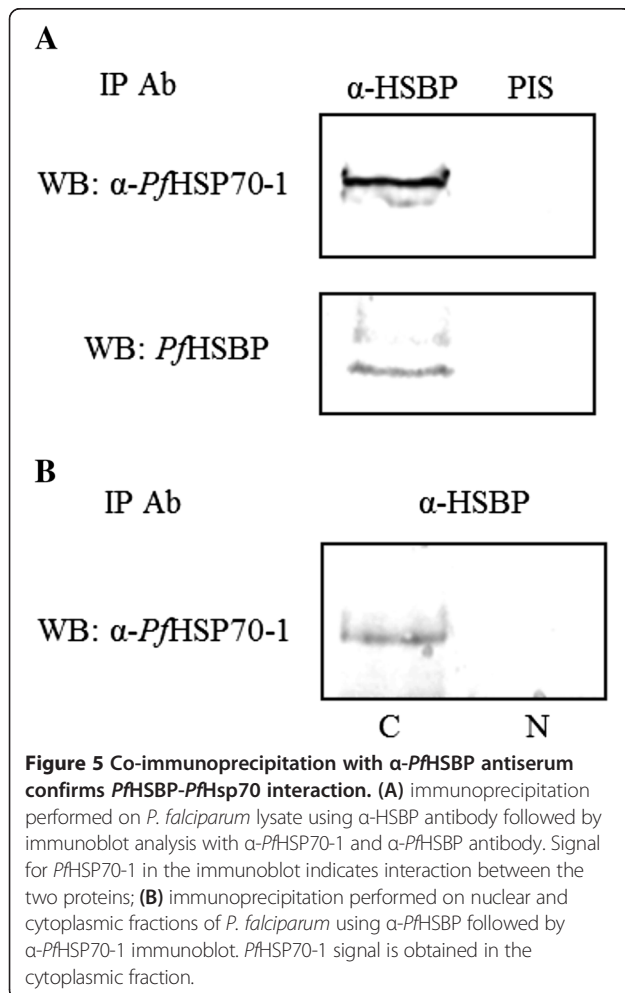 A
IP Ab α-HSBP PIS
WB: α-PfHSP70-1
WB: PfHSBP
B
IP Ab α-HSBP
WB: α-PfHSP70-1
C N
Figure 5 Co-immunoprecipitation with α-PfHSBP antiserum
confirms PfHSBP-PfHsp70 interaction. (A) immunoprecipitation
performed on P. falciparum lysate using α-HSBP antibody followed by
immunoblot analysis with α-PfHSP70-1 and α-PfHSBP antibody. Signal
for PfHSP70-1 in the immunoblot indicates interaction between the
two proteins; (B) immunoprecipitation performed on nuclear and
cytoplasmic fractions of P. falciparum using α-PfHSBP followed by
α-PfHSP70-1 immunoblot. PfHSP70-1 signal is obtained in the
cytoplasmic fraction.